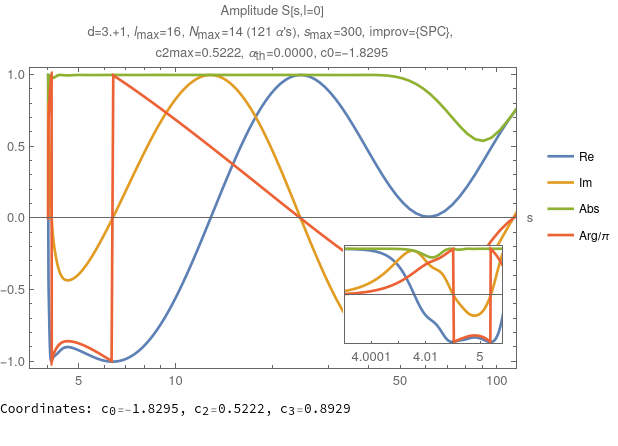 Amplitude S[s,l=0]
d=3.+1, lmax=16, Nmax=14 (121 α's), smax=300, improv={SPC},
c2max=0.5222, αth=0.0000, c0=-1.8295
1.0
0.5
0.0
-0.5
-1.0
5
10
50
100
s
4.0001
4.01
5
Re
Im
Abs
Arg/π
Coordinates: c0=-1.8295, c2=0.5222, c3=0.8929